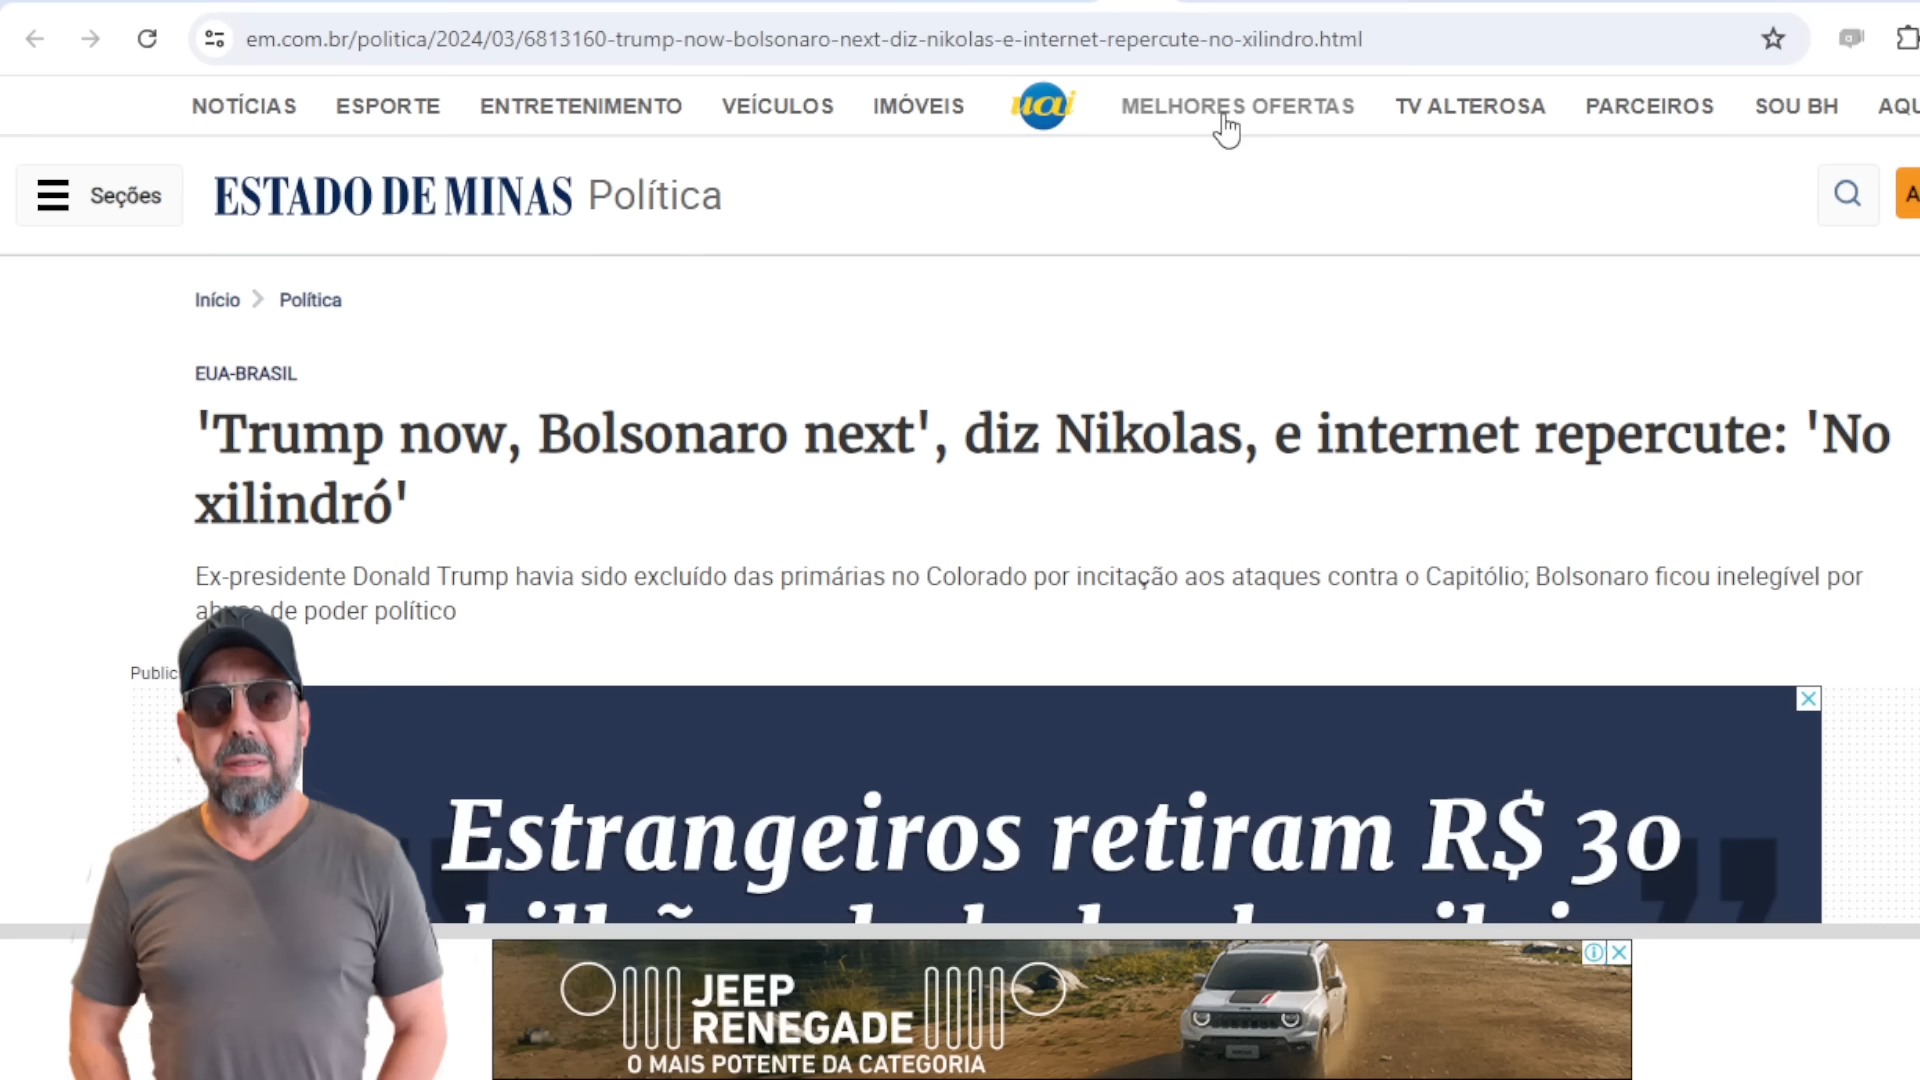 em.com.br/politica/2024/03/6813160-trump-now-bolsonaro-next-diz-nikolas-e-internet-repercute-no-xilindro.html
NOTÍCIAS ESPORTE ENTRETENIMENTO VEÍCULOS IMÓVEIS uai MELHORES OFERTAS TV ALTEROSA PARCEIROS SOU BH AQU
Seções ESTADO DE MINAS Política A
Início Política
EUA-BRASIL
'Trump now, Bolsonaro next', diz Nikolas, e internet repercute: 'No
xilindró'
Ex-presidente Donald Trump havia sido excluído das primárias no Colorado por incitação aos ataques contra o Capitólio; Bolsonaro ficou inelegível por
abuso de poder político
Public
Estrangeiros retiram R$ 30
JEEP
RENEGADE
O MAIS POTENTE DA CATEGORIA